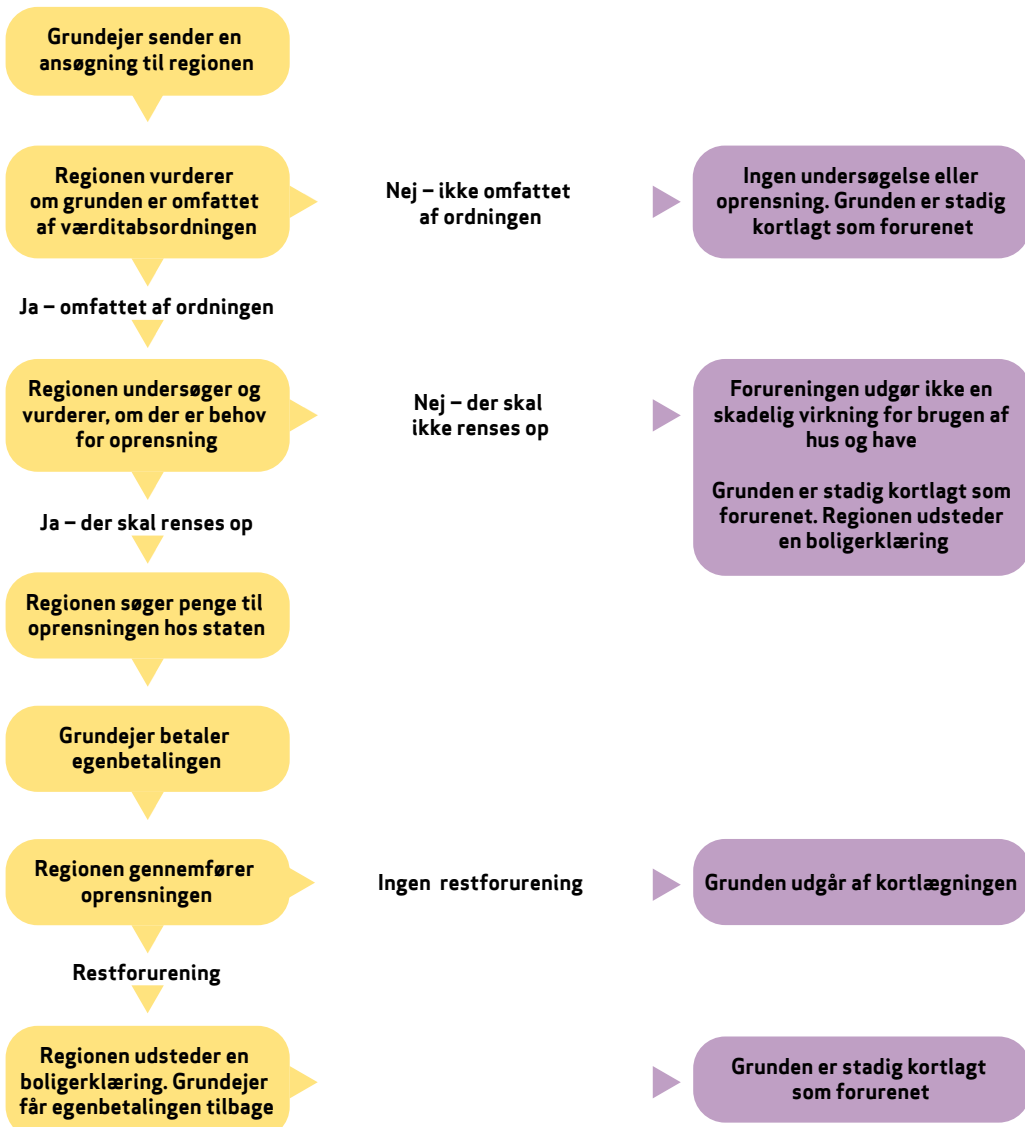 Grundejer sender en
ansøgning til regionen
Regionen vurderer
om grunden er omfattet
af værditabsordningen
Nej – ikke omfattet
af ordningen
Ingen undersøgelse eller
oprensning. Grunden er stadig
kortlagt som forurenet
Ja – omfattet af ordningen
Regionen undersøger og
vurderer, om der er behov
for oprensning
Nej – der skal
ikke renses op
Forureningen udgør ikke en
skadelig virkning for brugen af
hus og have
Grunden er stadig kortlagt som
forurenet. Regionen udsteder
en boligerklæring
Ja – der skal renses op
Regionen søger penge til
oprensningen hos staten
Grundejer betaler
egenbetalingen
Regionen gennemfører
oprensningen
Ingen restforurening
Grunden udgår af kortlægningen
Restforurening
Regionen udsteder en
boligerklæring. Grundejer
får egenbetalingen tilbage
Grunden er stadig kortlagt
som forurenet